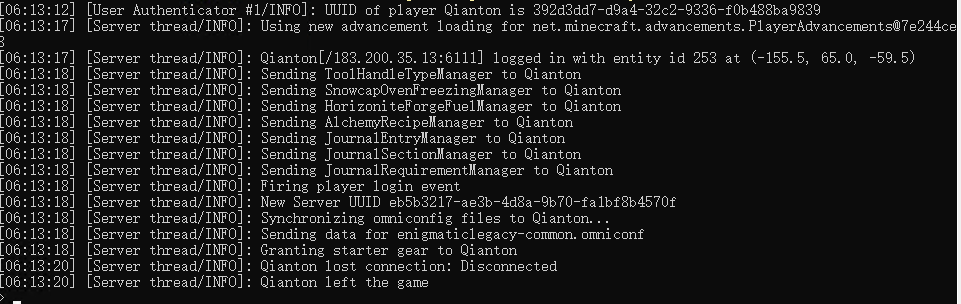 [06:13:12] [User Authenticator #1/INFO]: UUID of player Qianton is 392d3dd7-d9a4-32c2-9336-f0b488ba9839
[06:13:17] [Server thread/INFO]: Using new advancement loading for net.minecraft.advancements.PlayerAdvancements@7e244ce
3
[06:13:17] [Server thread/INFO]: Qianton[/183.200.35.13:6111] logged in with entity id 253 at (-155.5, 65.0, -59.5)
[06:13:18] [Server thread/INFO]: Sending ToolHandleTypeManager to Qianton
[06:13:18] [Server thread/INFO]: Sending SnowcapOvenFreezingManager to Qianton
[06:13:18] [Server thread/INFO]: Sending HorizoniteForgeFuelManager to Qianton
[06:13:18] [Server thread/INFO]: Sending AlchemyRecipeManager to Qianton
[06:13:18] [Server thread/INFO]: Sending JournalEntryManager to Qianton
[06:13:18] [Server thread/INFO]: Sending JournalSectionManager to Qianton
[06:13:18] [Server thread/INFO]: Sending JournalRequirementManager to Qianton
[06:13:18] [Server thread/INFO]: Firing player login event
[06:13:18] [Server thread/INFO]: New Server UUID eb5b3217-ae3b-4d8a-9b70-fa1bf8b4570f
[06:13:18] [Server thread/INFO]: Synchronizing omniconfig files to Qianton...
[06:13:18] [Server thread/INFO]: Sending data for enigmaticlegacy-common.omniconf
[06:13:18] [Server thread/INFO]: Granting starter gear to Qianton
[06:13:20] [Server thread/INFO]: Qianton lost connection: Disconnected
[06:13:20] [Server thread/INFO]: Qianton left the game
>